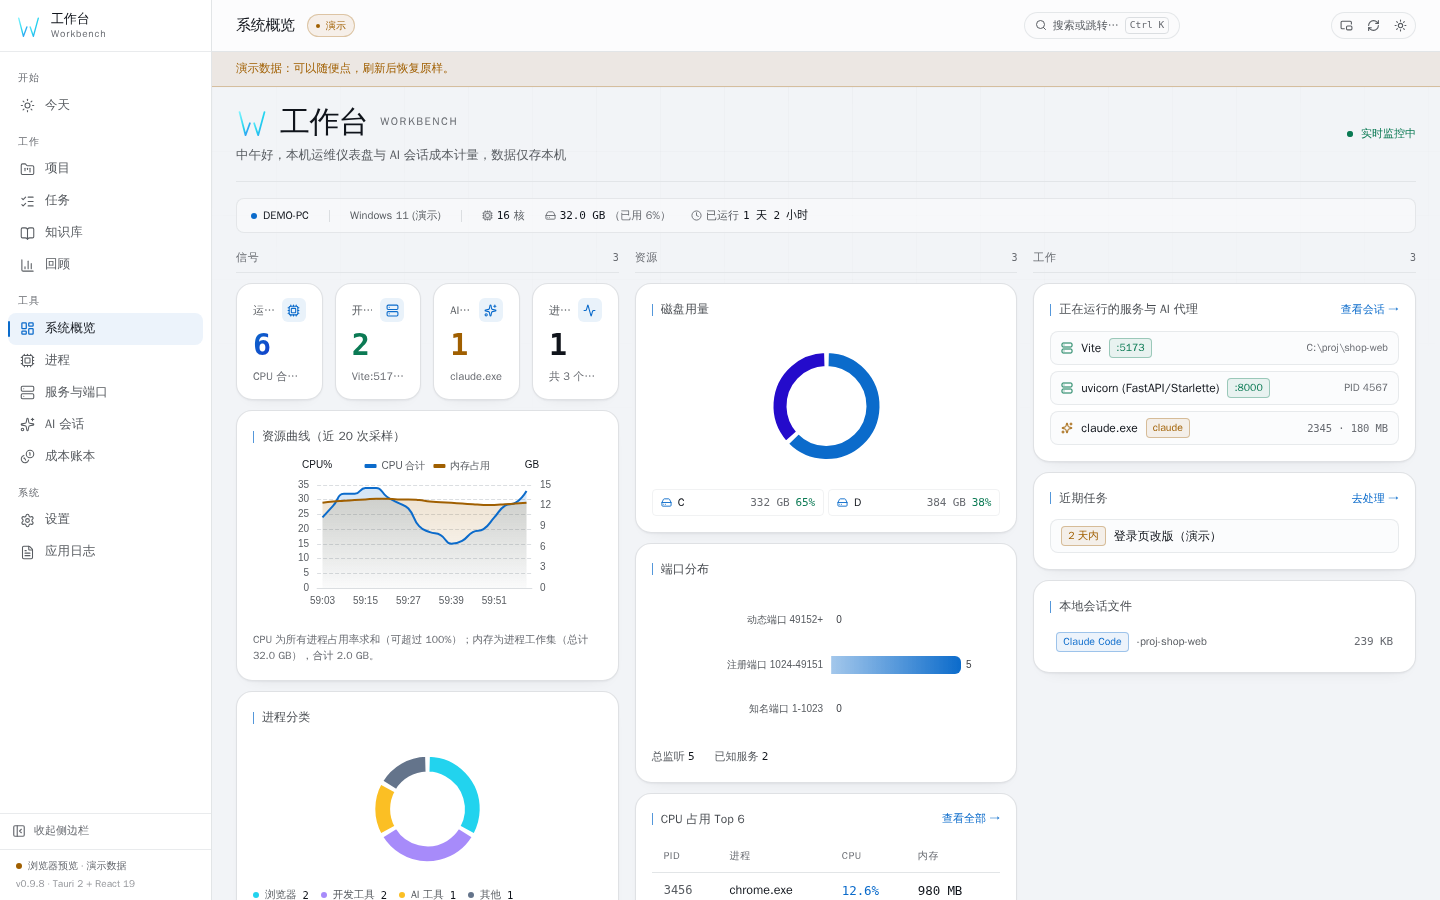 工作台
Workbench
开始
今天
工作
项目
任务
知识库
回顾
工具
系统概览
进程
服务与端口
AI 会话
成本账本
系统
设置
应用日志
收起侧边栏
浏览器预览 · 演示数据
v0.9.8 · Tauri 2 + React 19
系统概览
演示
搜索或跳转… Ctrl K
演示数据：可以随便点，刷新后恢复原样。
工作台 WORKBENCH
中午好，本机运维仪表盘与 AI 会话成本计量，数据仅存本机
实时监控中
DEMO-PC Windows 11 (演示) 16 核 32.0 GB （已用 6%） 已运行 1 天 2 小时
信号 3
运…
6
CPU 合…
开…
2
Vite:517…
AI…
1
claude.exe
进…
1
共 3 个…
资源曲线（近 20 次采样）
CPU% CPU 合计 内存占用 GB
35 15
30 12
25 9
20 6
15 3
10 0
5
0
59:03 59:15 59:27 59:39 59:51
CPU 为所有进程占用率求和（可超过 100%）；内存为进程工作集（总计
32.0 GB），合计 2.0 GB。
进程分类
浏览器 2 开发工具 2 AI 工具 1 其他 1
资源 3
磁盘用量
C 332 GB 65%
D 384 GB 38%
端口分布
动态端口 49152+ 0
注册端口 1024-49151 5
知名端口 1-1023 0
总监听 5 已知服务 2
CPU 占用 Top 6 查看全部 →
PID 进程 CPU 内存
3456 chrome.exe 12.6% 980 MB
工作 3
正在运行的服务与 AI 代理 查看会话 →
Vite :5173 C:\proj\shop-web
uvicorn (FastAPI/Starlette) :8000 PID 4567
claude.exe claude 2345 · 180 MB
近期任务 去处理 →
2 天内 登录页改版（演示）
本地会话文件
Claude Code -proj-shop-web 239 KB